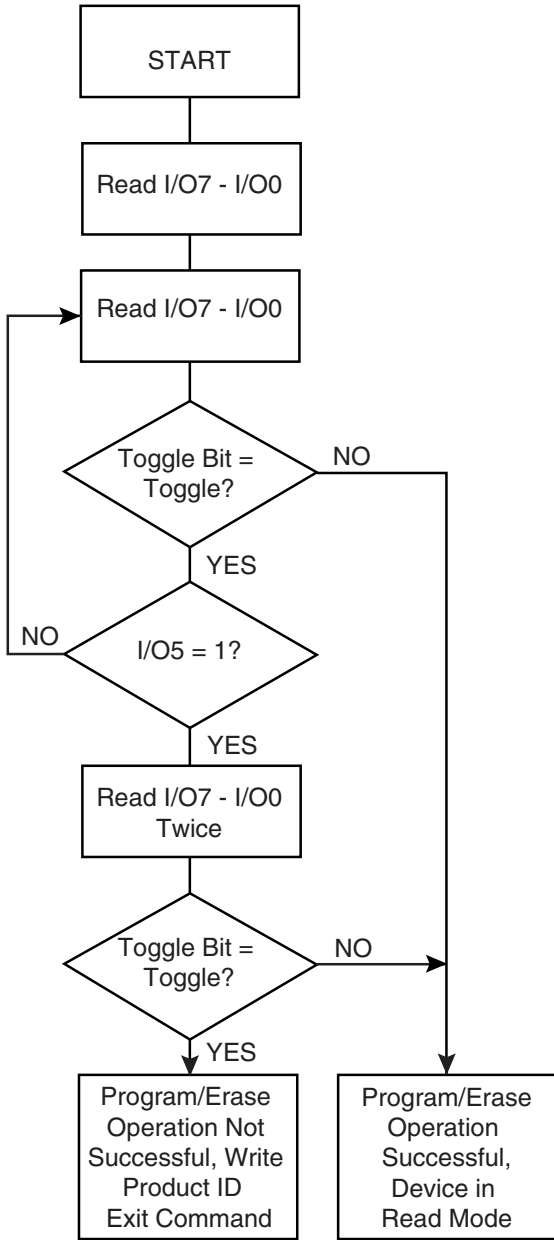 START
Read I/O7 - I/O0
Read I/O7 - I/O0
Toggle Bit =
Toggle?
NO
YES
NO
I/O5 = 1?
YES
Read I/O7 - I/O0
Twice
Toggle Bit =
Toggle?
NO
YES
Program/Erase
Operation Not
Successful, Write
Product ID
Exit Command
Program/Erase
Operation
Successful,
Device in
Read Mode